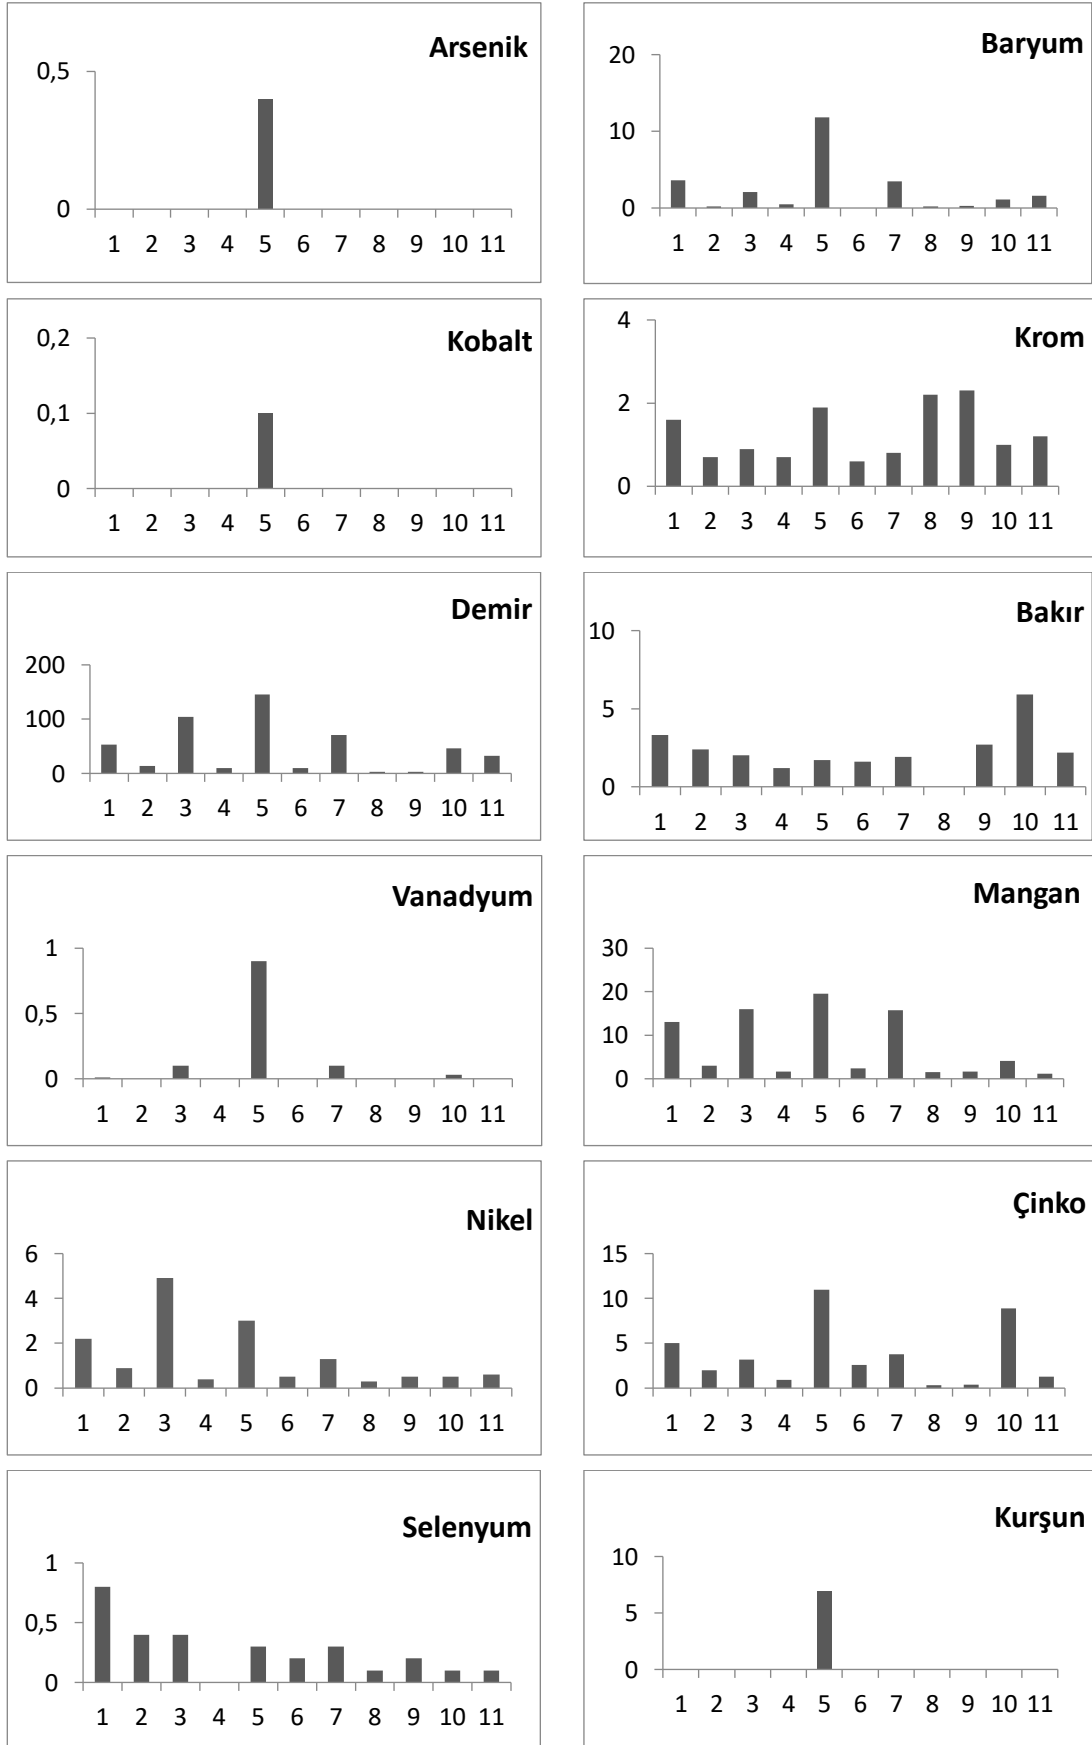 Arsenik
0,5
0
1 2 3 4 5 6 7 8 9 10 11
Baryum
20
10
0
1 2 3 4 5 6 7 8 9 10 11
Kobalt
0,2
0,1
0
1 2 3 4 5 6 7 8 9 10 11
Krom
4
2
0
1 2 3 4 5 6 7 8 9 10 11
Demir
200
100
0
1 2 3 4 5 6 7 8 9 10 11
Bakır
10
5
0
1 2 3 4 5 6 7 8 9 10 11
Vanadyum
1
0,5
0
1 2 3 4 5 6 7 8 9 10 11
Mangan
30
20
10
0
1 2 3 4 5 6 7 8 9 10 11
Nikel
6
4
2
0
1 2 3 4 5 6 7 8 9 10 11
Çinko
15
10
5
0
1 2 3 4 5 6 7 8 9 10 11
Selenyum
1
0,5
0
1 2 3 4 5 6 7 8 9 10 11
Kurşun
10
5
0
1 2 3 4 5 6 7 8 9 10 11